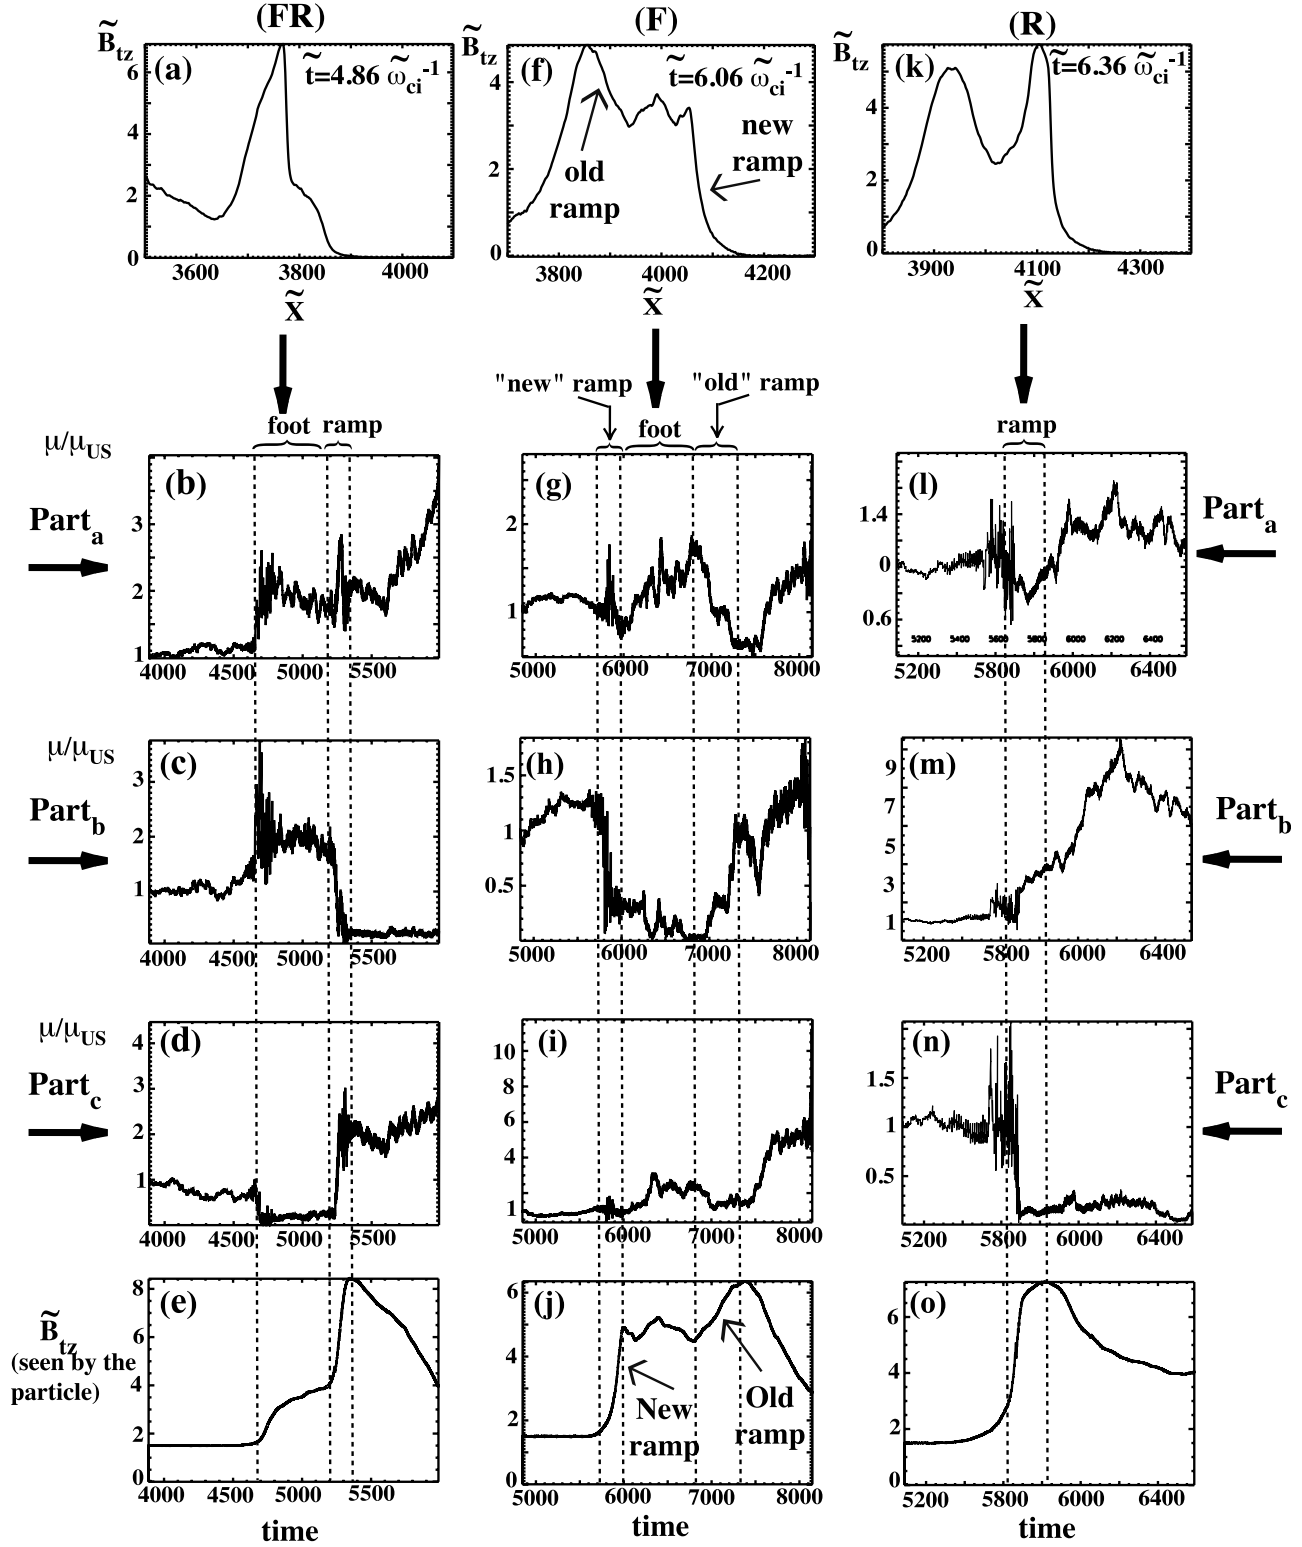 (FR)
(F)
(R)
B̃tz
(a)
t̃=4.86 ω̃ci⁻¹
6
4
2
0
3600
3800
4000
X̃
B̃tz
(f)
t̃=6.06 ω̃ci⁻¹
old
ramp
new
ramp
4
2
0
3800
4000
4200
X̃
B̃tz
(k)
t̃=6.36 ω̃ci⁻¹
6
4
2
0
3900
4100
4300
X̃
foot
ramp
"new" ramp
foot
"old" ramp
ramp
μ/μUS
Parta
(b)
3
2
1
4000
4500
5000
5500
(g)
2
1
5000
6000
7000
8000
(l)
1.4
0
0.6
5200
5400
5600
5800
6000
6200
6400
5200
5800
6000
6400
Parta
μ/μUS
Partb
(c)
3
2
1
4000
4500
5000
5500
(h)
1.5
1
0.5
5000
6000
7000
8000
(m)
9
7
5
3
1
5200
5800
6000
6400
Partb
μ/μUS
Partc
(d)
4
3
2
1
4000
4500
5000
5500
(i)
10
8
6
4
1
5000
6000
7000
8000
(n)
1.5
1
0.5
5200
5800
6000
6400
Partc
B̃tz
(seen by the
particle)
(e)
8
6
4
2
0
4000
4500
5000
5500
time
(j)
New
ramp
Old
ramp
6
4
2
0
5000
6000
7000
8000
time
(o)
6
4
2
0
5200
5800
6000
6400
time